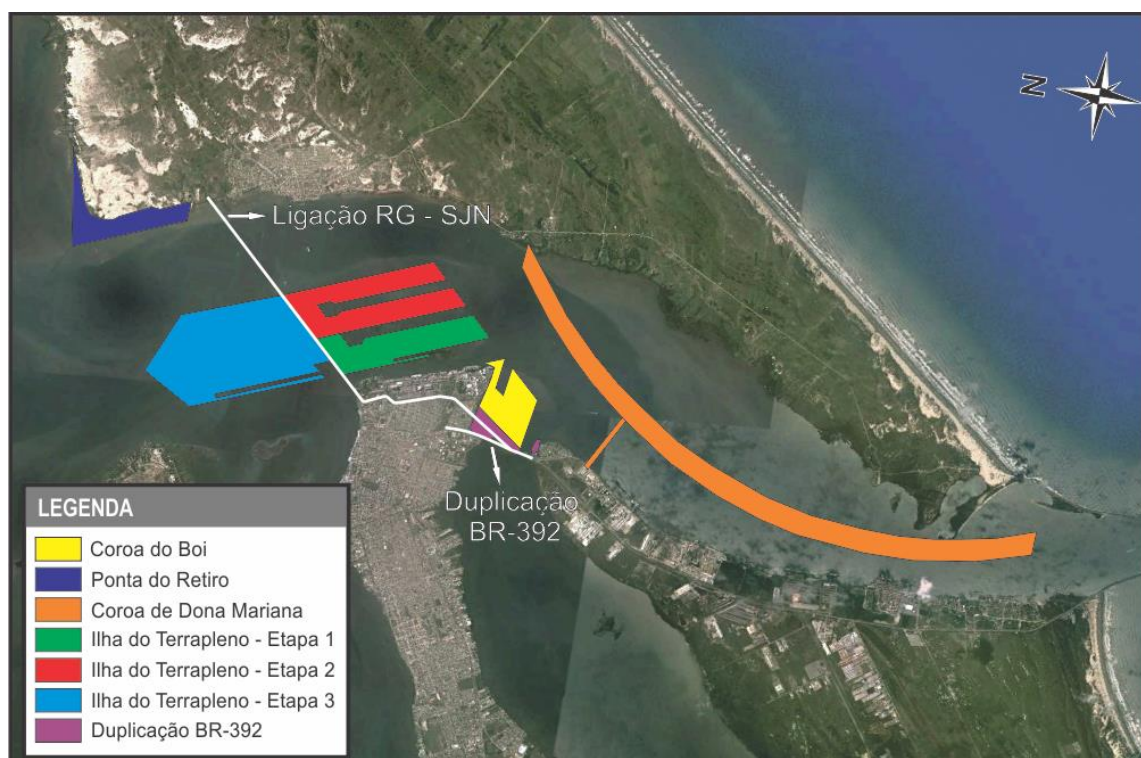 N
Ligação RG - SJN
Duplicação
BR-392
LEGENDA
Coroa do Boi
Ponta do Retiro
Coroa de Dona Mariana
Ilha do Terrapleno - Etapa 1
Ilha do Terrapleno - Etapa 2
Ilha do Terrapleno - Etapa 3
Duplicação BR-392